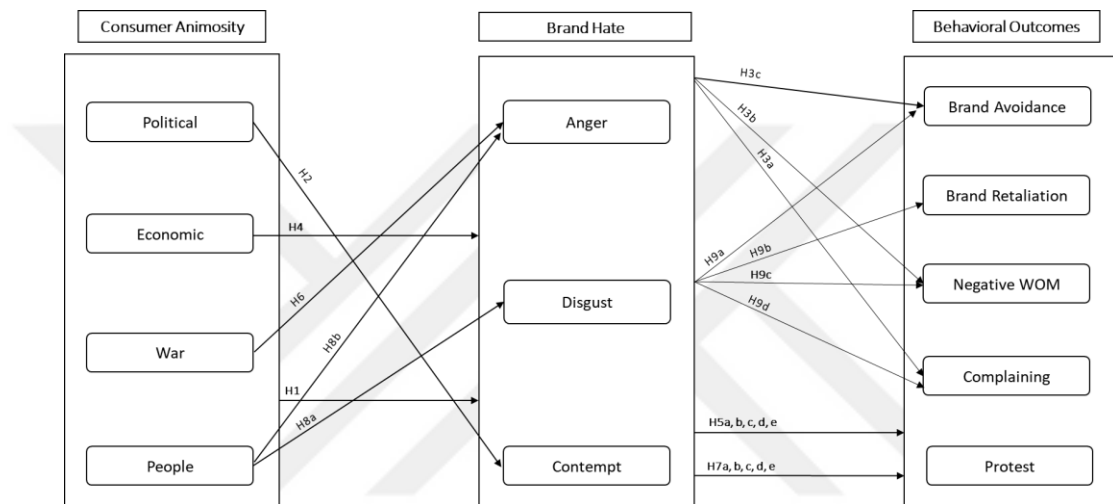 Consumer Animosity
Brand Hate
Behavioral Outcomes
Political
Economic
War
People
H2
H4
H6
H8b
H1
H8a
Anger
Disgust
Contempt
H3c
H3b
H3a
H9a
H9b
H9c
H9d
H5a, b, c, d, e
H7a, b, c, d, e
Brand Avoidance
Brand Retaliation
Negative WOM
Complaining
Protest